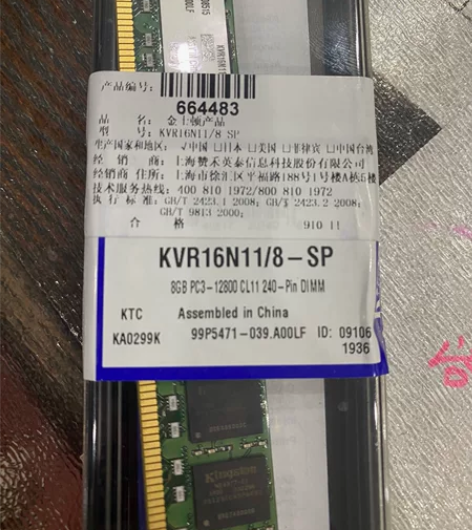 产品编号:
664483
品 名: 金士顿产品
型 号: KVR16N11/8 SP
生产国家和地区: ✓中国 □日本 □美国 □菲律宾 □中国台湾
经 销 商: 上海赞禾英泰信息科技股份有限公司
经销商 住所: 上海市徐汇区平福路188号1号楼A栋6楼
技术服务热线: 400 810 1972/800 810 1972
执 行 标 准: GB/T 2423.1 2008; GB/T 2423.2 2008;
GB/T 9813 2000;
合 格 910 11
KVR16N11/8-SP
8GB PC3-12800 CL11 240-Pin DIMM
KTC Assembled in China
KA0299K 99P5471-039.A00LF ID: 09106
1936
Kingston